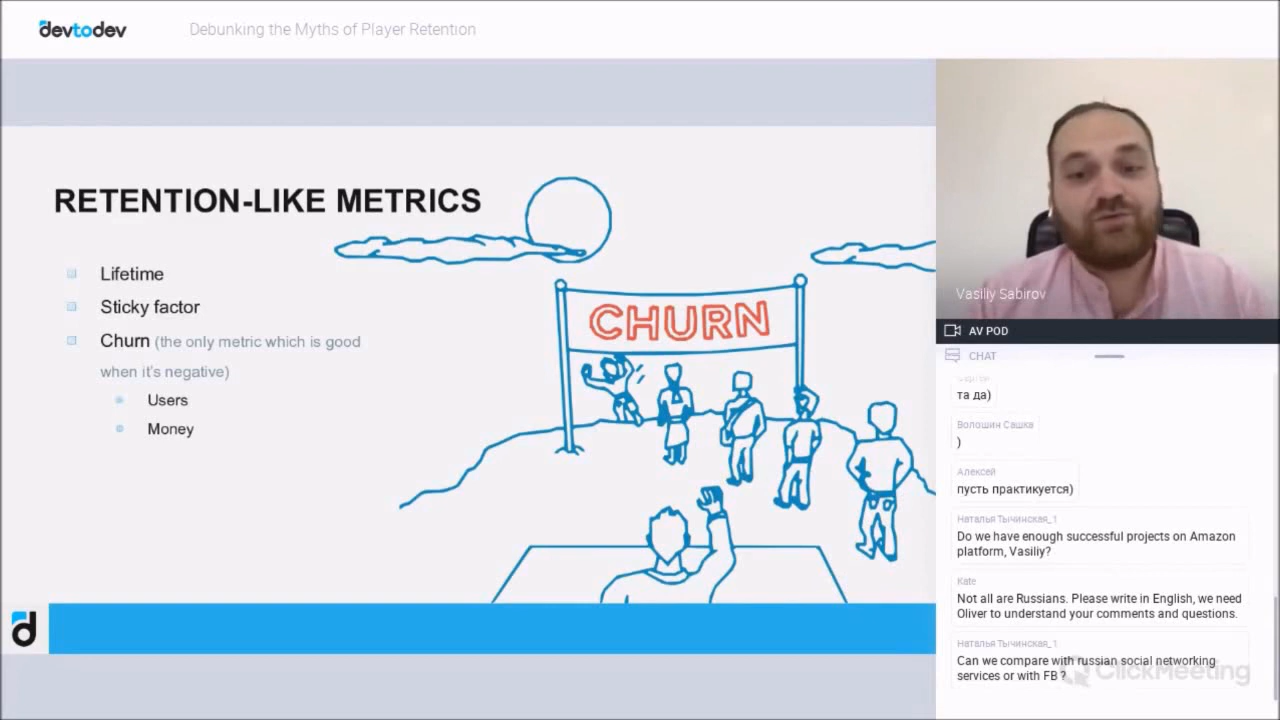 devtodev
Debunking the Myths of Player Retention
RETENTION-LIKE METRICS
Lifetime
Sticky factor
Churn (the only metric which is good
when it's negative)
Users
Money
CHURN
Vasiliy Sabirov
AV POD
CHAT
та да)
Волошин Сашка
)
Алексей
пусть практикуется)
Наталья Тычинская_1
Do we have enough successful projects on Amazon
platform, Vasiliy?
Kate
Not all are Russians. Please write in English, we need
Oliver to understand your comments and questions.
Наталья Тычинская_1
Can we compare with russian social networking
services or with FB ?
ClickMeeting